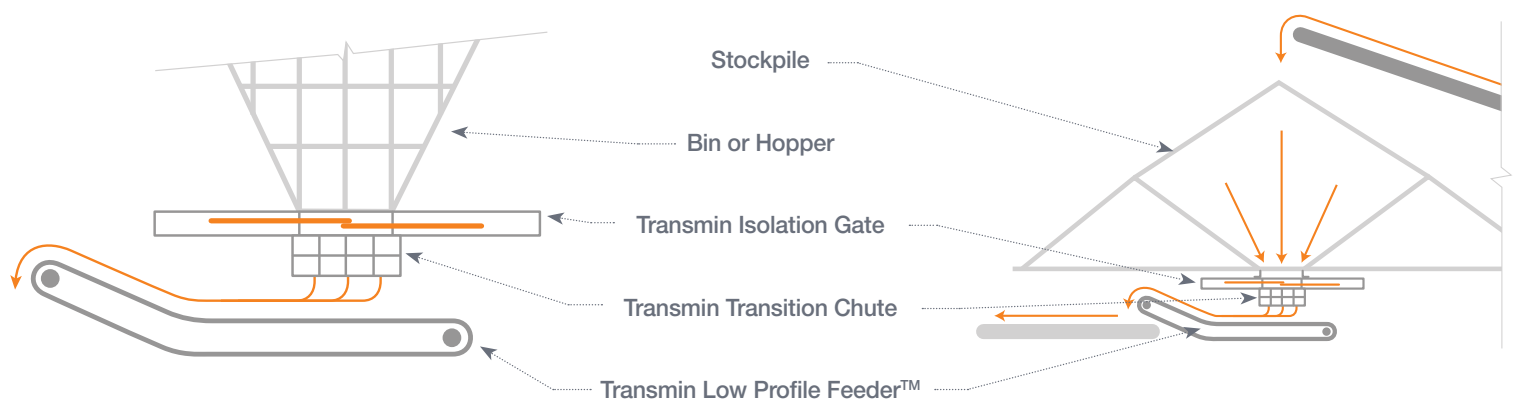 Stockpile
Bin or Hopper
Transmin Isolation Gate
Transmin Transition Chute
Transmin Low Profile Feeder™